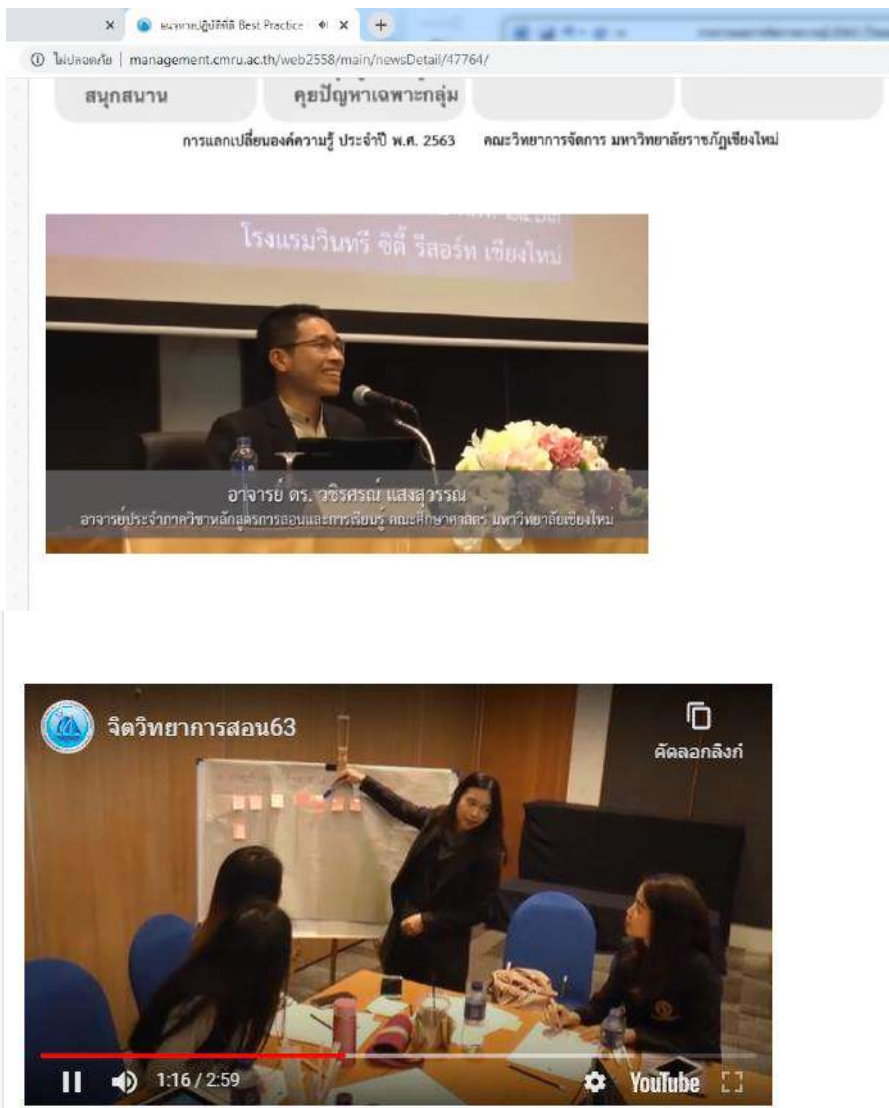 แนวทางปฏิบัติที่ดี Best Practice
ไม่ปลอดภัย | management.cmru.ac.th/web2558/main/newsDetail/47764/
สนุกสนาน
คุยปัญหาเฉพาะกลุ่ม
การแลกเปลี่ยนองค์ความรู้ ประจำปี พ.ศ. 2563 คณะวิทยาการจัดการ มหาวิทยาลัยราชภัฏเชียงใหม่
โรงแรมวินทรี ซิตี้ รีสอร์ท เชียงใหม่
อาจารย์ ดร. วชิรศรณ์ แสงสุวรรณ
อาจารย์ประจำภาควิชาหลักสูตรการสอนและการเรียนรู้ คณะศึกษาศาสตร์ มหาวิทยาลัยเชียงใหม่
จิตวิทยาการสอน63
คัดลอกลิงก์
1:16 / 2:59
YouTube